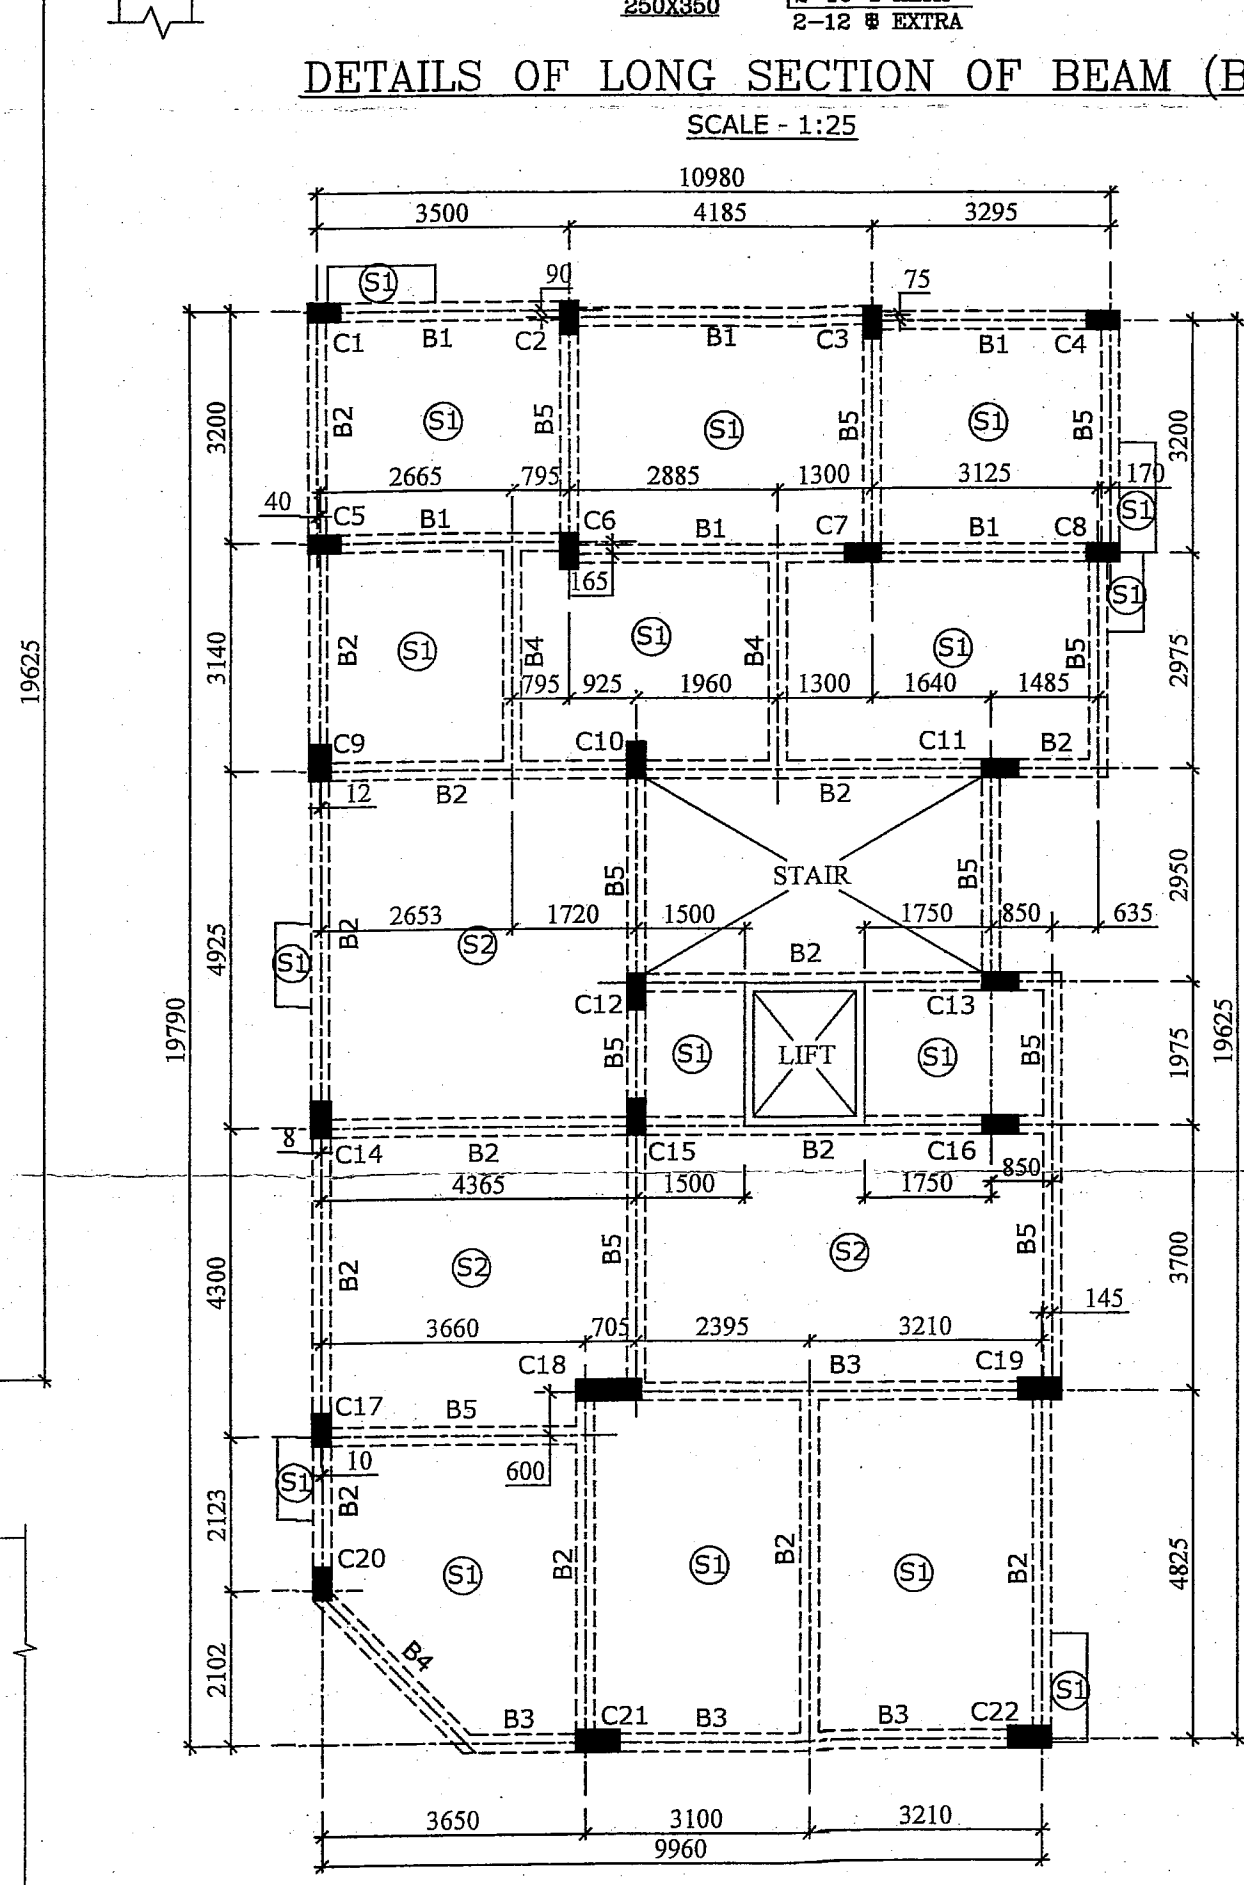 250X350
2-12 Φ EXTRA
DETAILS OF LONG SECTION OF BEAM (B
SCALE - 1:25
10980
3500 4185 3295
S1
90 75
C1 B1 C2 B1 C3 B1 C4
3200 B2 S1 B5 S1 B5 S1 B5 3200
2665 795 2885 1300 3125 170
40 C5 B1 C6 B1 C7 B1 C8 S1
165
S1
19625 3140 B2 S1 B4 S1 B4 S1 B5 2975
795 925 1960 1300 1640 1485
C9 C10 C11 B2
12 B2 B2
STAIR
B5 B5 2950
2653 1720 1500 1750 850 635
4925 S1 B2 S2 B2
C12 C13
19790 B5 S1 LIFT S1 B5 1975 19625
8 C14 B2 C15 B2 C16
4365 1500 1750 850
4300 B2 S2 B5 S2 B5 3700
145
3660 705 2395 3210
C18 B3 C19
C17 B5
10 600
S1 2123 B2
C20 S1 B2 S1 B2 S1 B2 4825
2102 B4
S1
B3 C21 B3 B3 C22
3650 3100 3210
9960